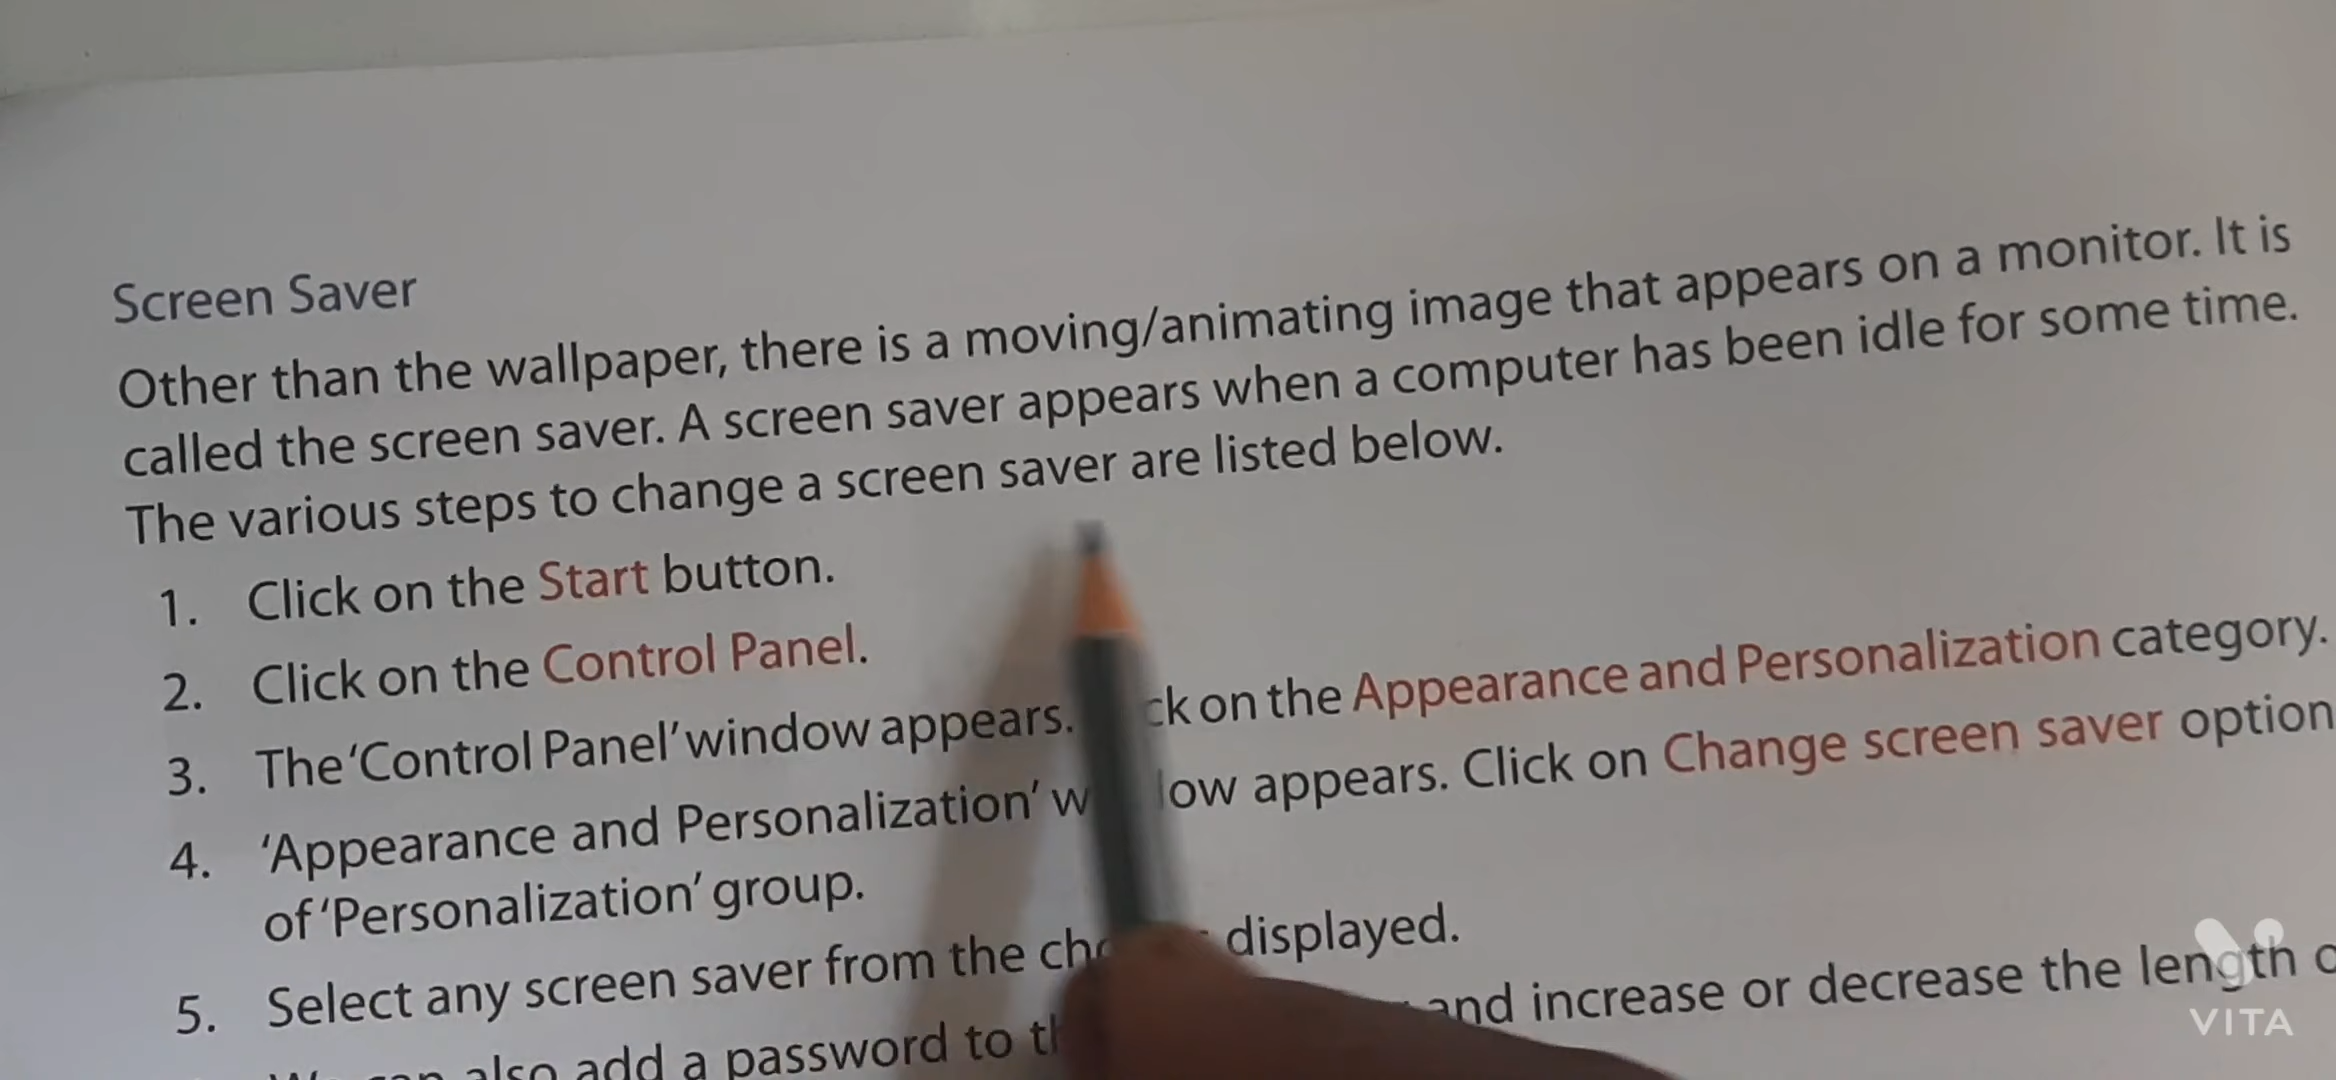 Screen Saver
Other than the wallpaper, there is a moving/animating image that appears on a monitor. It is
called the screen saver. A screen saver appears when a computer has been idle for some time.
The various steps to change a screen saver are listed below.
1. Click on the Start button.
2. Click on the Control Panel.
3. The 'Control Panel' window appears. on the Appearance and Personalization category.
4. 'Appearance and Personalization' appears. Click on Change screen saver option
of 'Personalization' group.
5. Select any screen saver from the displayed.
also add a password to and increase or decrease the length
VITA